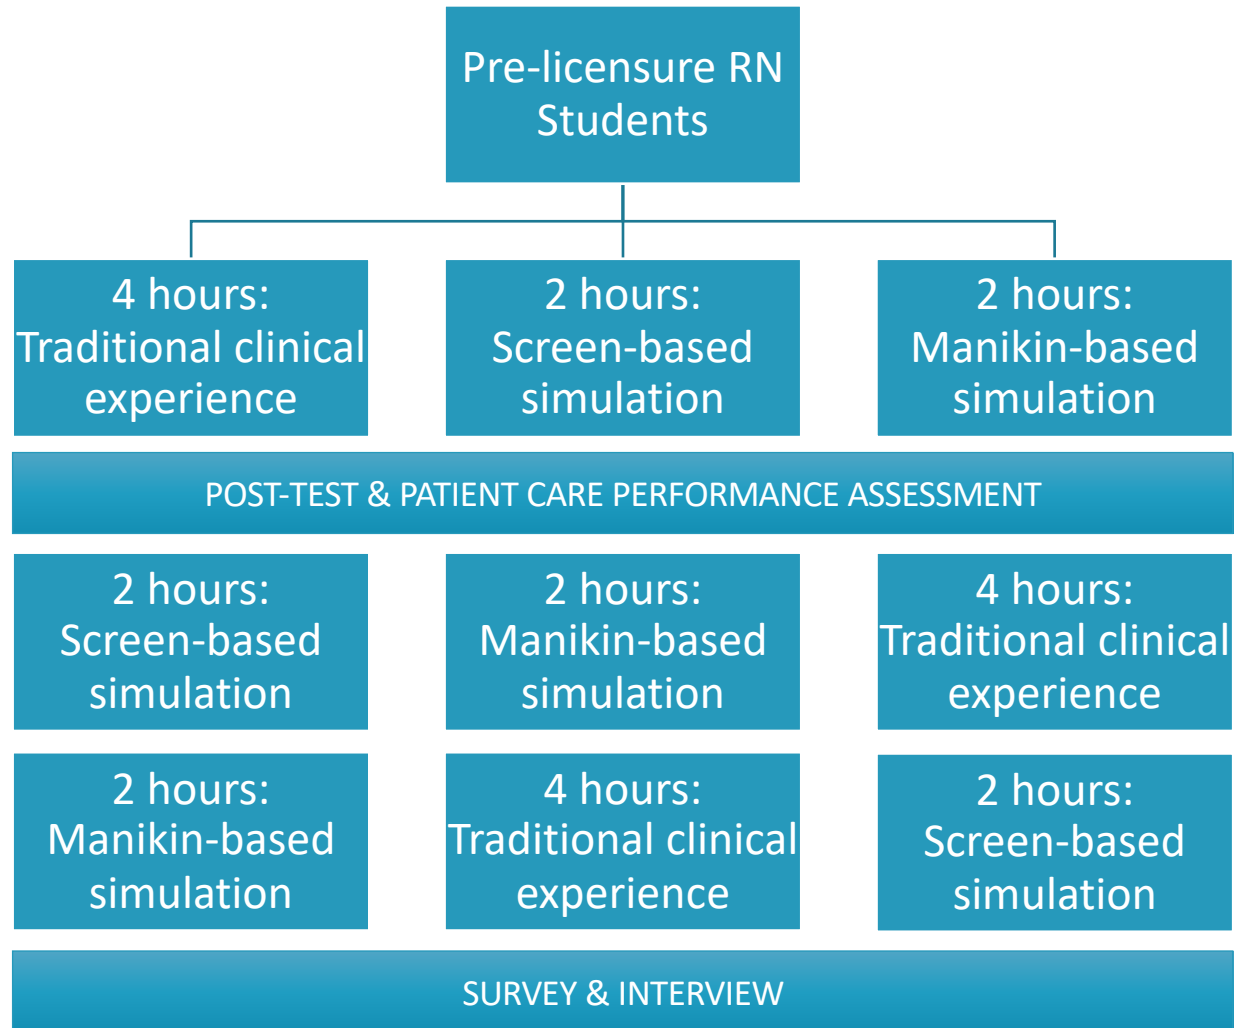 Pre-licensure RN
Students
4 hours:
Traditional clinical
experience
2 hours:
Screen-based
simulation
2 hours:
Manikin-based
simulation
POST-TEST & PATIENT CARE PERFORMANCE ASSESSMENT
2 hours:
Screen-based
simulation
2 hours:
Manikin-based
simulation
4 hours:
Traditional clinical
experience
2 hours:
Manikin-based
simulation
4 hours:
Traditional clinical
experience
2 hours:
Screen-based
simulation
SURVEY & INTERVIEW